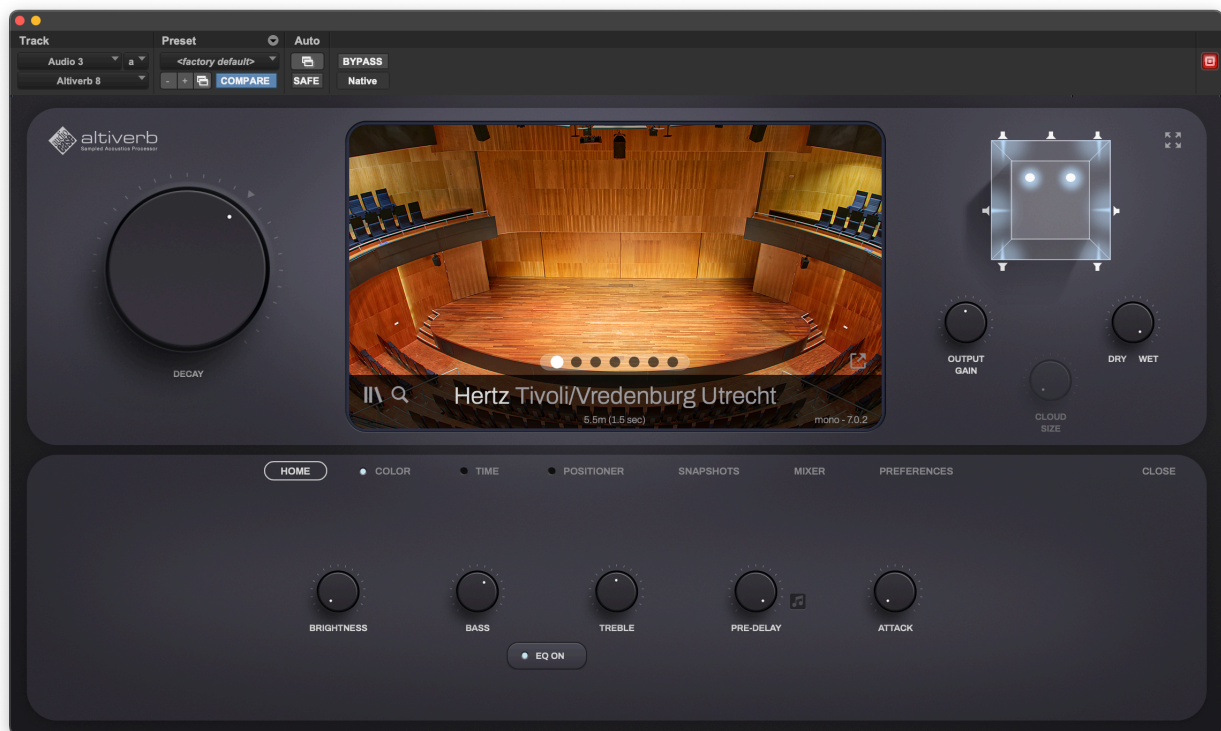 Track
Preset
Auto
Audio 3
a
<factory default>
BYPASS
Altiverb 8
- +
COMPARE
SAFE
Native
altiverb
Sampled Acoustics Processor
DECAY
Hertz Tivoli/Vredenburg Utrecht
5.5m (1.5 sec)
mono - 7.0.2
OUTPUT
GAIN
DRY WET
CLOUD
SIZE
HOME
COLOR
TIME
POSITIONER
SNAPSHOTS
MIXER
PREFERENCES
CLOSE
BRIGHTNESS
BASS
TREBLE
PRE-DELAY
ATTACK
EQ ON